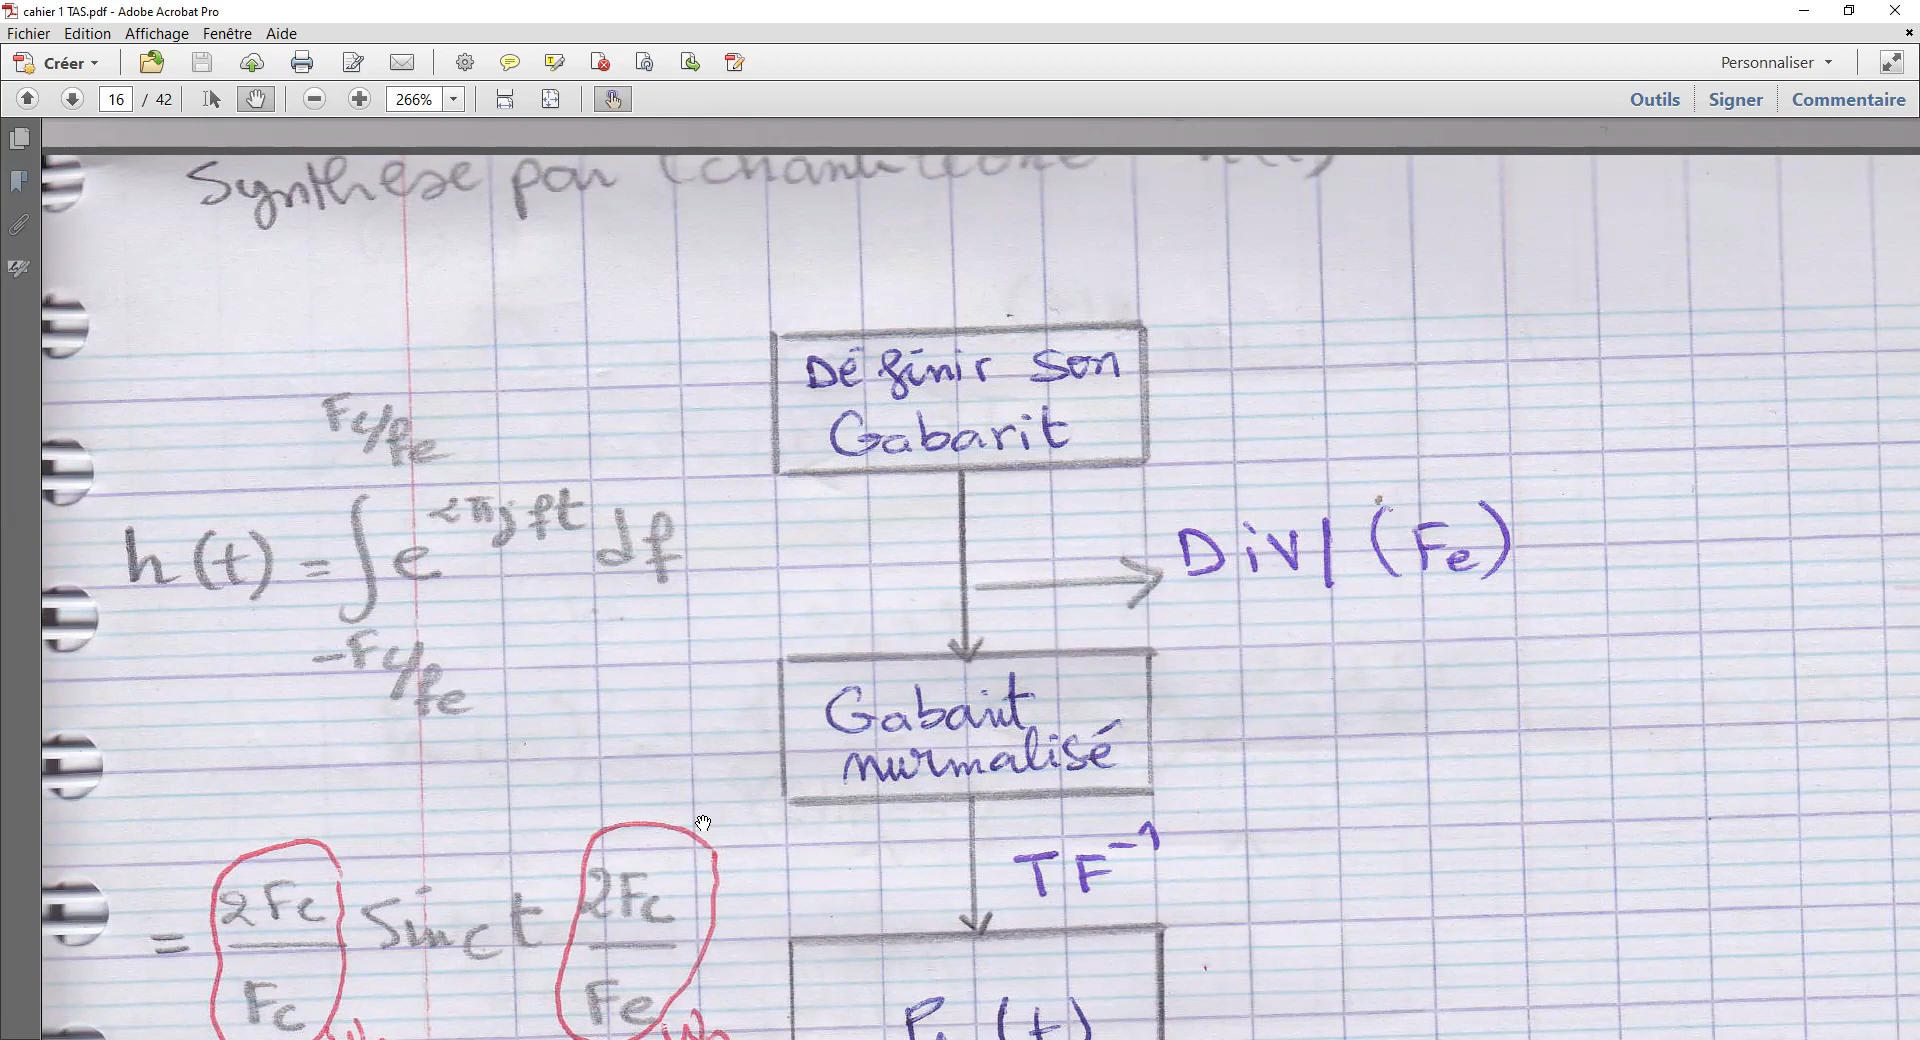 cahier 1 TAS.pdf - Adobe Acrobat Pro
Fichier Edition Affichage Fenêtre Aide
Créer
Personnaliser
16 / 42
266%
Outils Signer Commentaire
Synthèse par
Définir son
Gabarit
Fc/fe
h(t) = ∫ e^2πjft df
-Fc/fe
Div/ (Fe)
Gabarit
nurmalisé
TF⁻¹
= 2Fc/Fc Sinc t 2Fc/Fe
Wn
h(t)